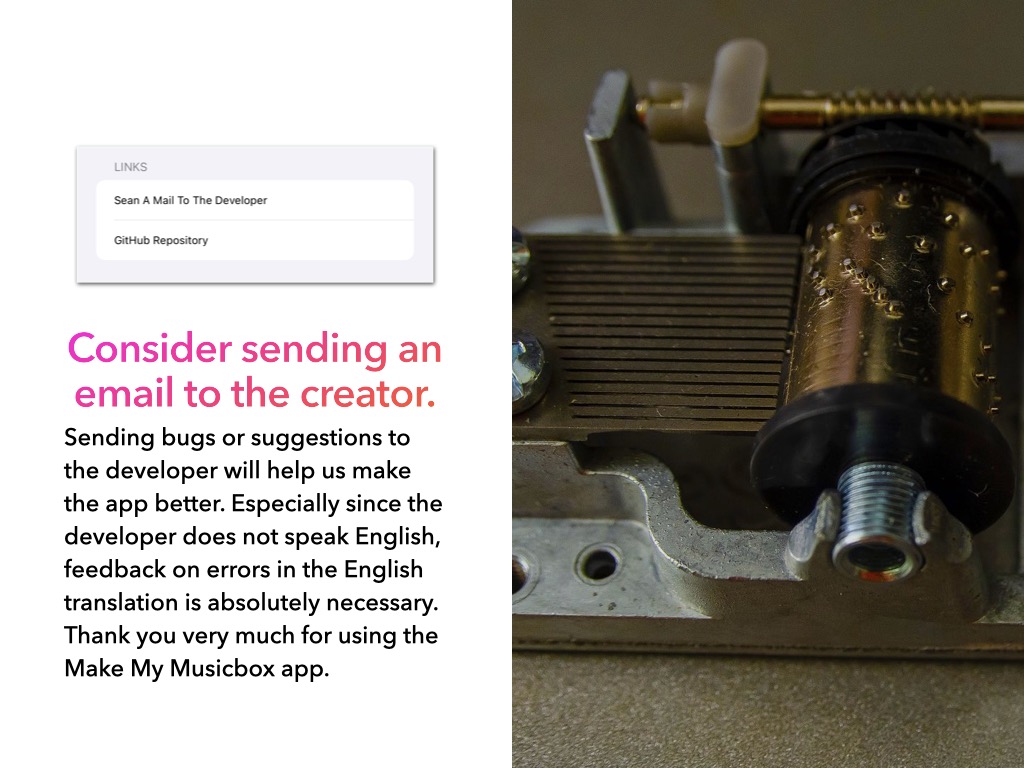 LINKS
Sean A Mail To The Developer
GitHub Repository
Consider sending an
email to the creator.
Sending bugs or suggestions to
the developer will help us make
the app better. Especially since the
developer does not speak English,
feedback on errors in the English
translation is absolutely necessary.
Thank you very much for using the
Make My Musicbox app.